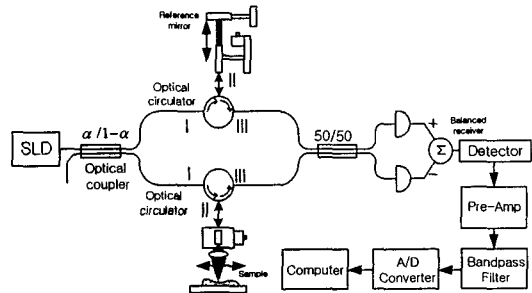 Reference
mirror
II
Optical
circulator
α/1-α
I
III
50/50
+
Balanced
receiver
SLD
Σ
Detector
Optical
coupler
I
III
−
Optical
circulator
II
Pre-Amp
Sample
Computer
A/D
Converter
Bandpass
Filter